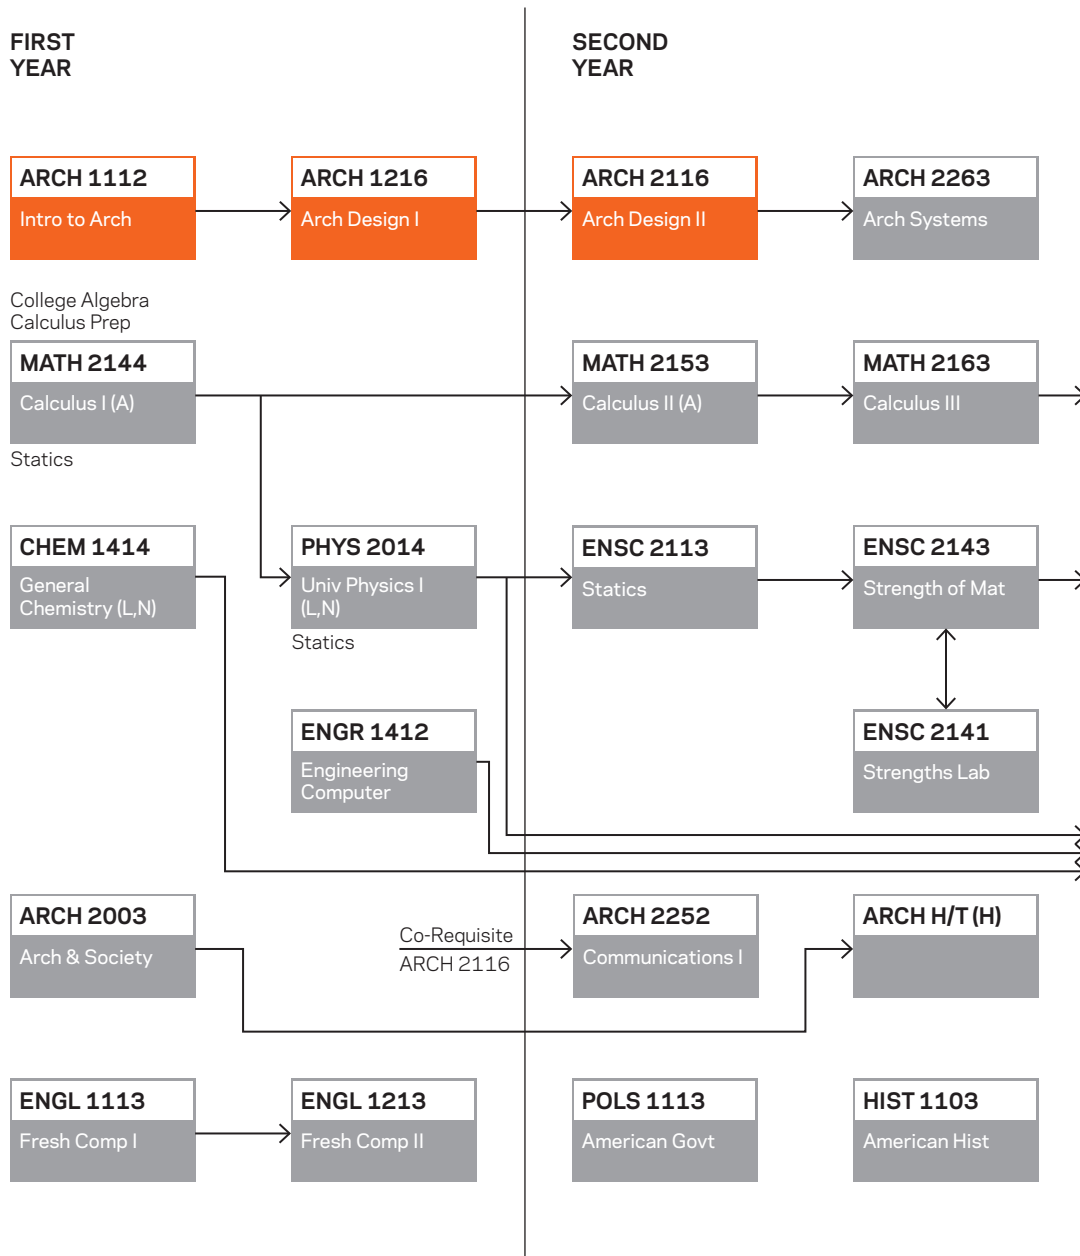 FIRST
YEAR
SECOND
YEAR
ARCH 1112
Intro to Arch
ARCH 1216
Arch Design I
ARCH 2116
Arch Design II
ARCH 2263
Arch Systems
College Algebra
Calculus Prep
MATH 2144
Calculus I (A)
Statics
MATH 2153
Calculus II (A)
MATH 2163
Calculus III
CHEM 1414
General
Chemistry (L,N)
PHYS 2014
Univ Physics I
(L,N)
Statics
ENSC 2113
Statics
ENSC 2143
Strength of Mat
ENGR 1412
Engineering
Computer
ENSC 2141
Strengths Lab
ARCH 2003
Arch & Society
Co-Requisite
ARCH 2116
ARCH 2252
Communications I
ARCH H/T (H)
ENGL 1113
Fresh Comp I
ENGL 1213
Fresh Comp II
POLS 1113
American Govt
HIST 1103
American Hist